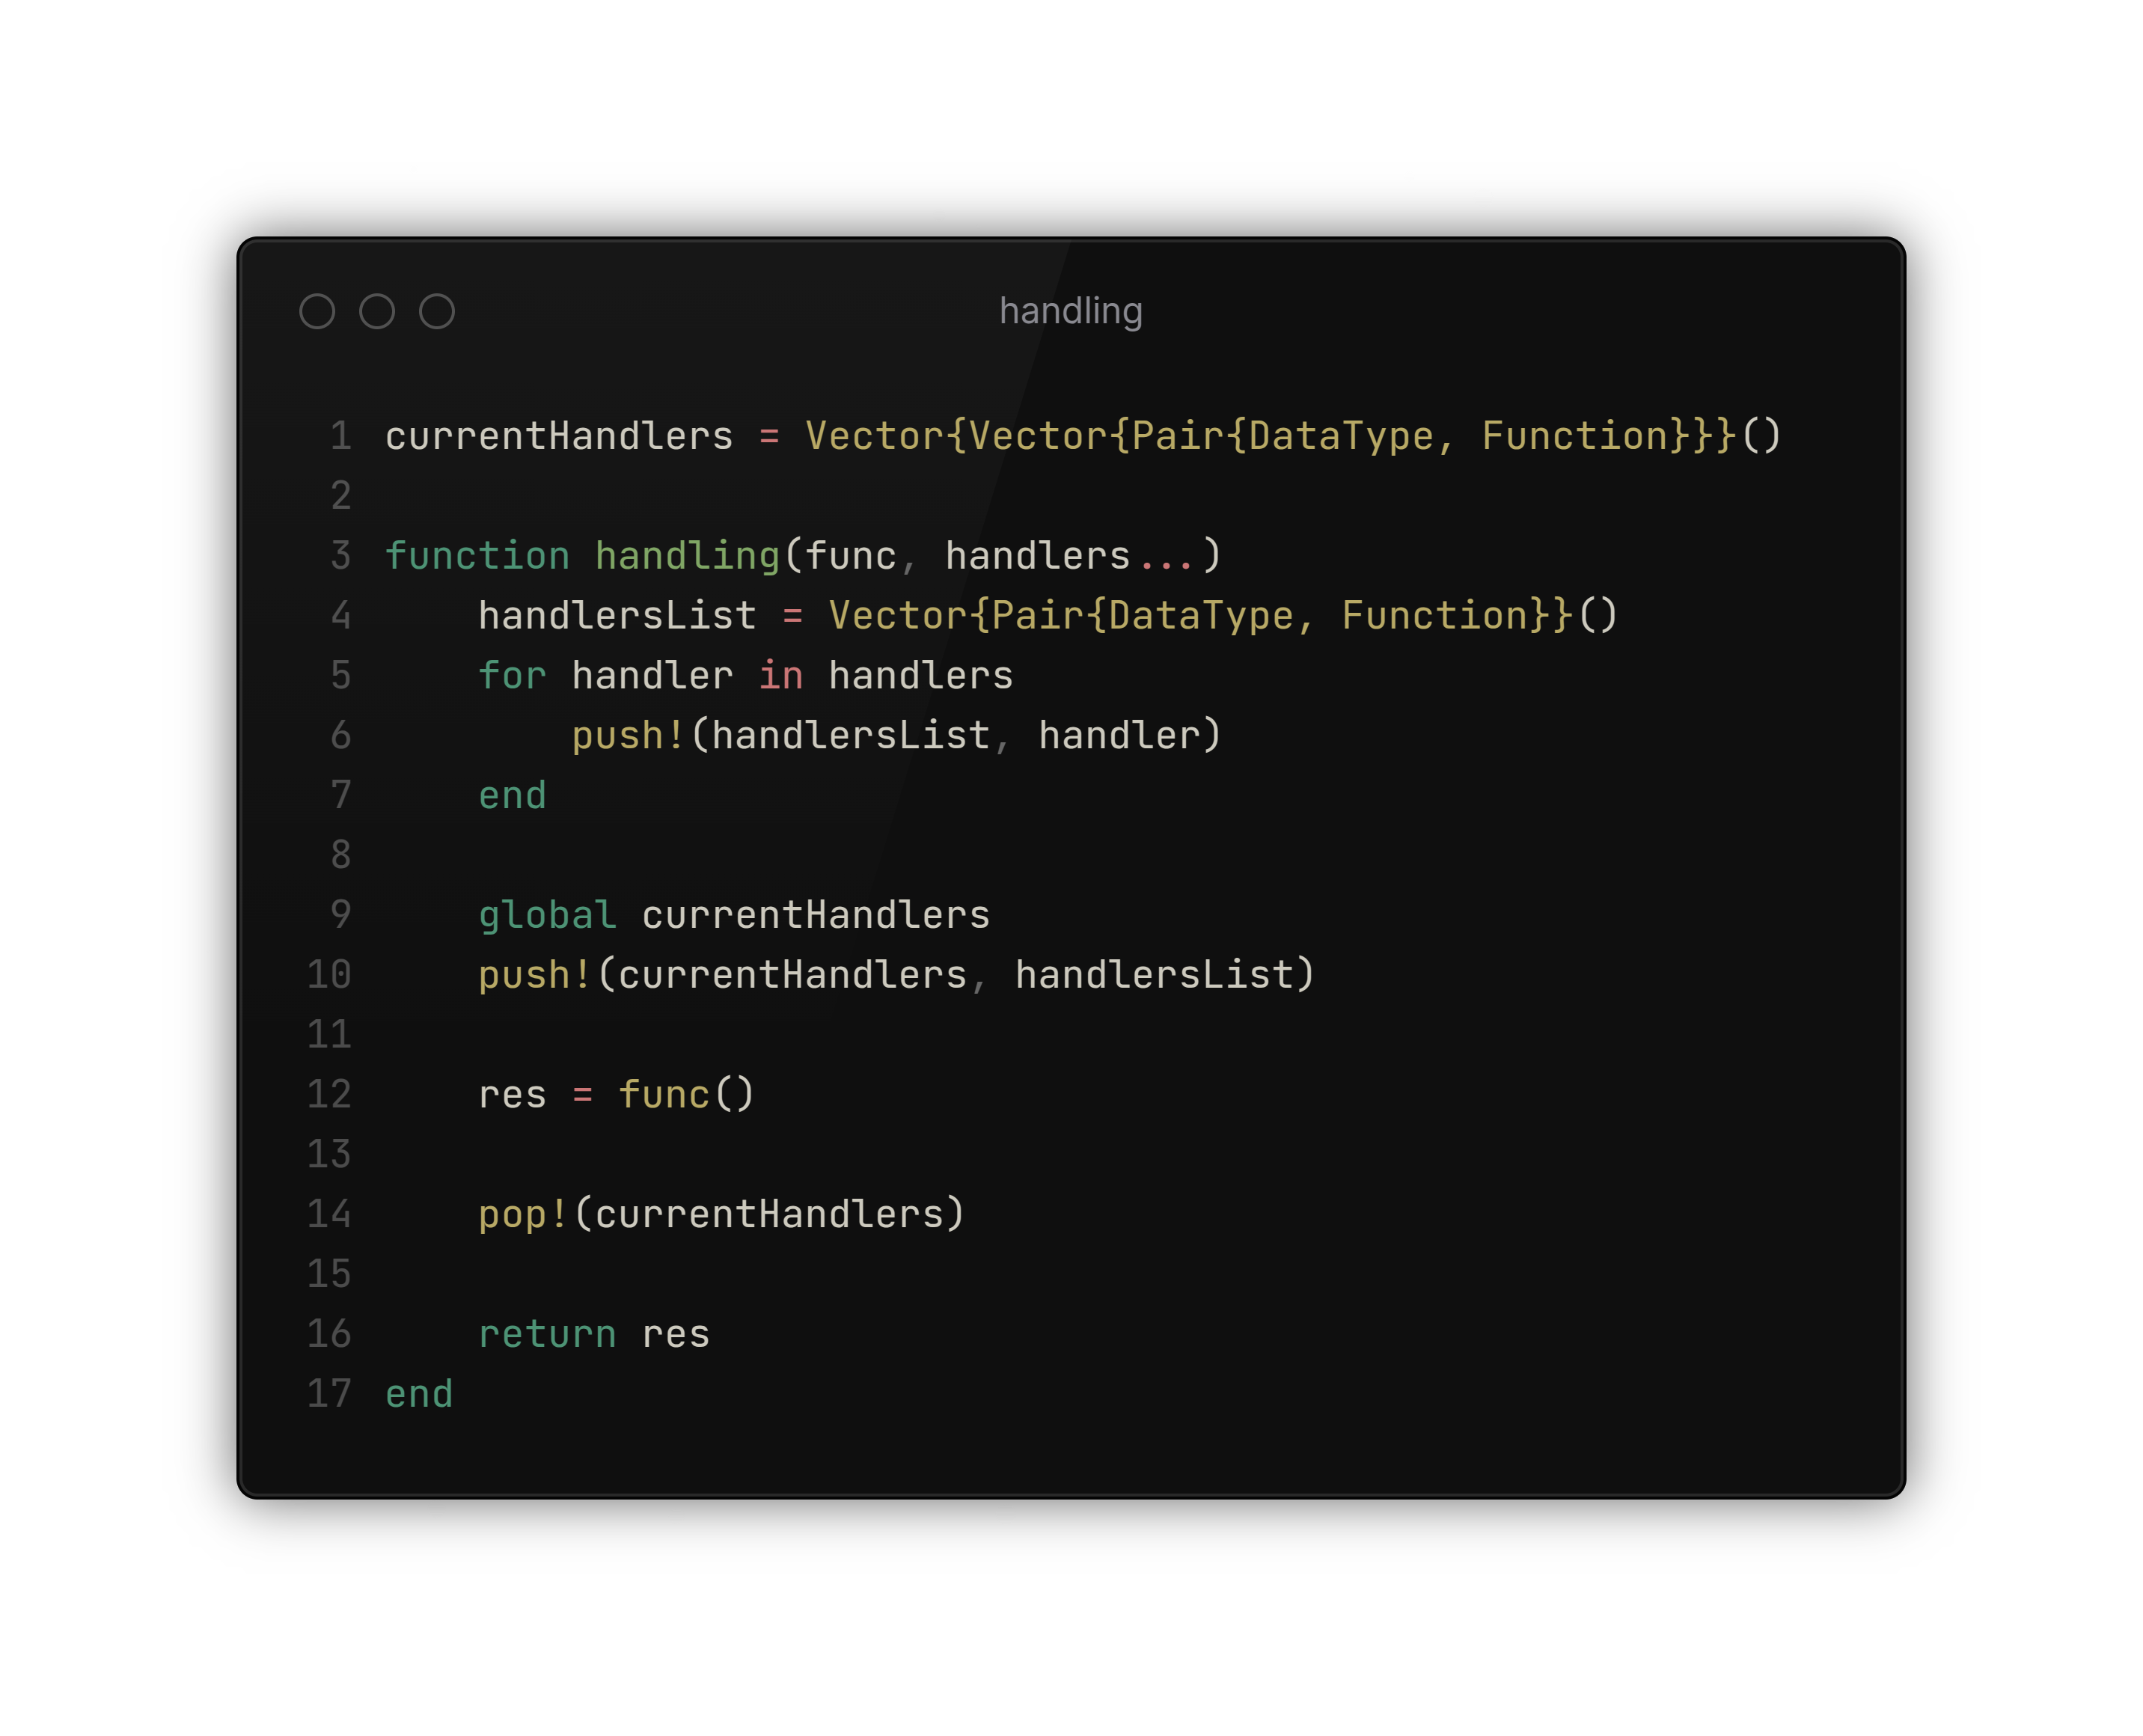 handling
1 currentHandlers = Vector{Vector{Pair{DataType, Function}}}()
2
3 function handling(func, handlers...)
4     handlersList = Vector{Pair{DataType, Function}}()
5     for handler in handlers
6         push!(handlersList, handler)
7     end
8
9     global currentHandlers
10     push!(currentHandlers, handlersList)
11
12     res = func()
13
14     pop!(currentHandlers)
15
16     return res
17 end